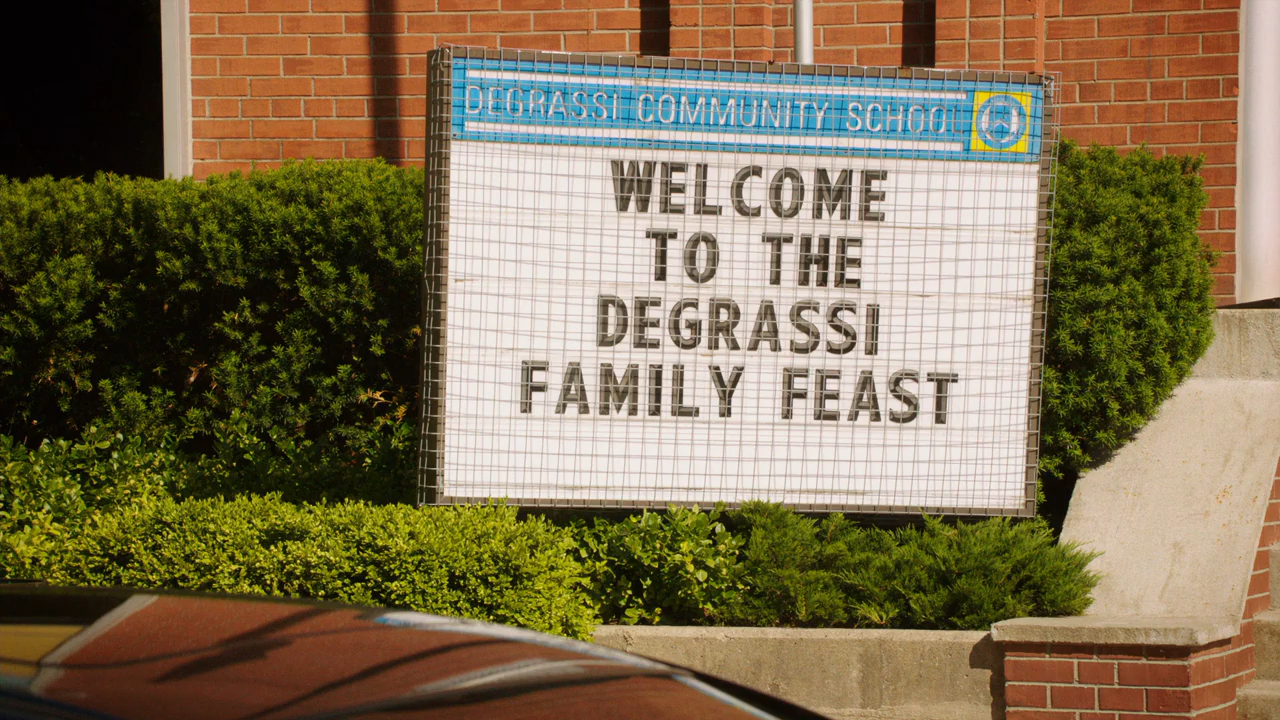 DEGRASSI COMMUNITY SCHOOL
WELCOME
TO THE
DEGRASSI
FAMILY FEAST